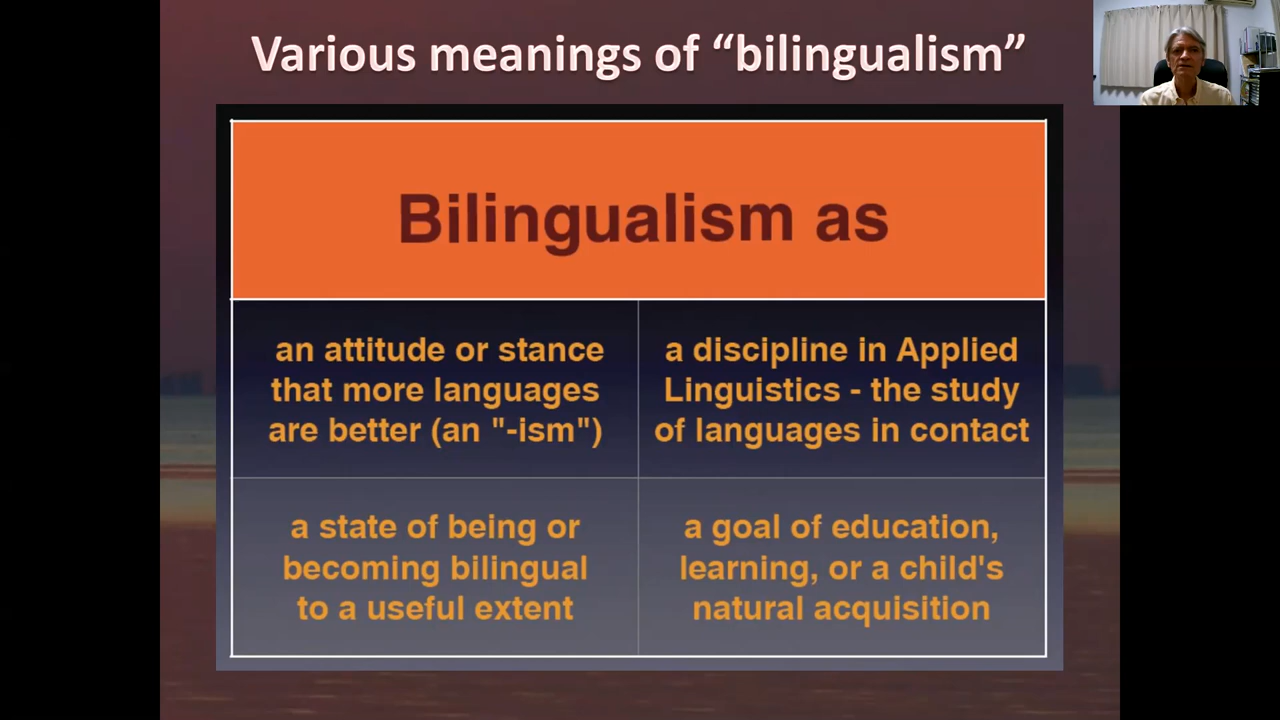 Various meanings of “bilingualism”
Bilingualism as
an attitude or stance
that more languages
are better (an "-ism")
a discipline in Applied
Linguistics - the study
of languages in contact
a state of being or
becoming bilingual
to a useful extent
a goal of education,
learning, or a child's
natural acquisition